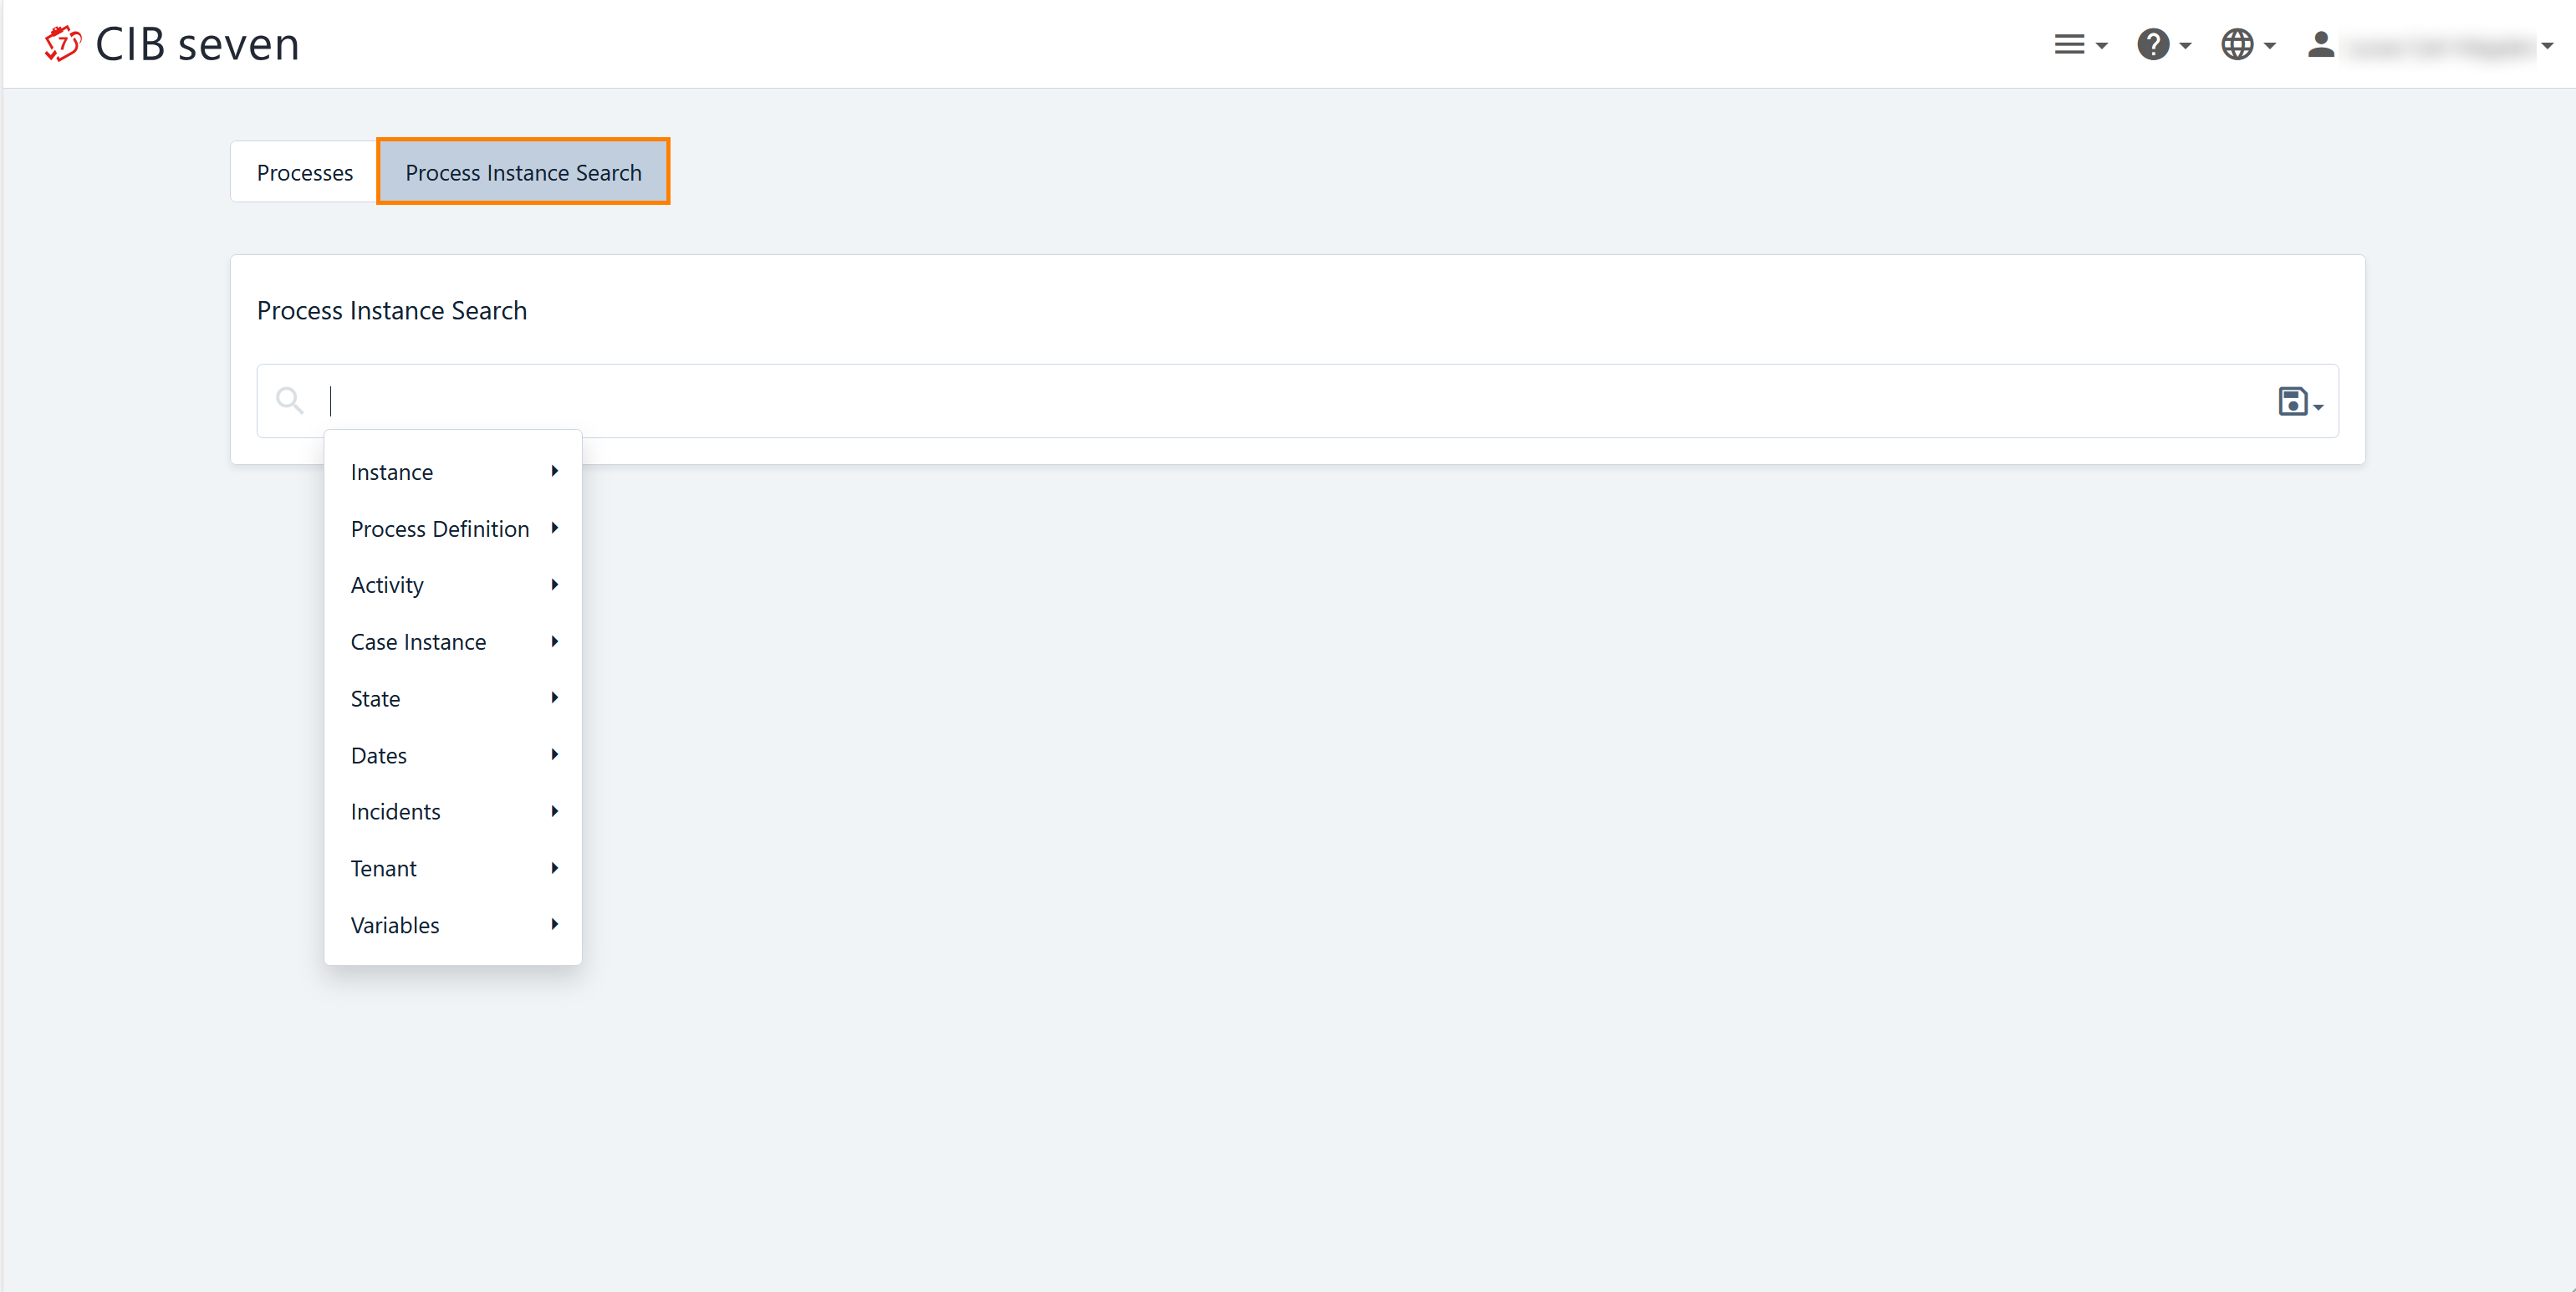 CIB seven
Processes
Process Instance Search
Process Instance Search
Instance
Process Definition
Activity
Case Instance
State
Dates
Incidents
Tenant
Variables